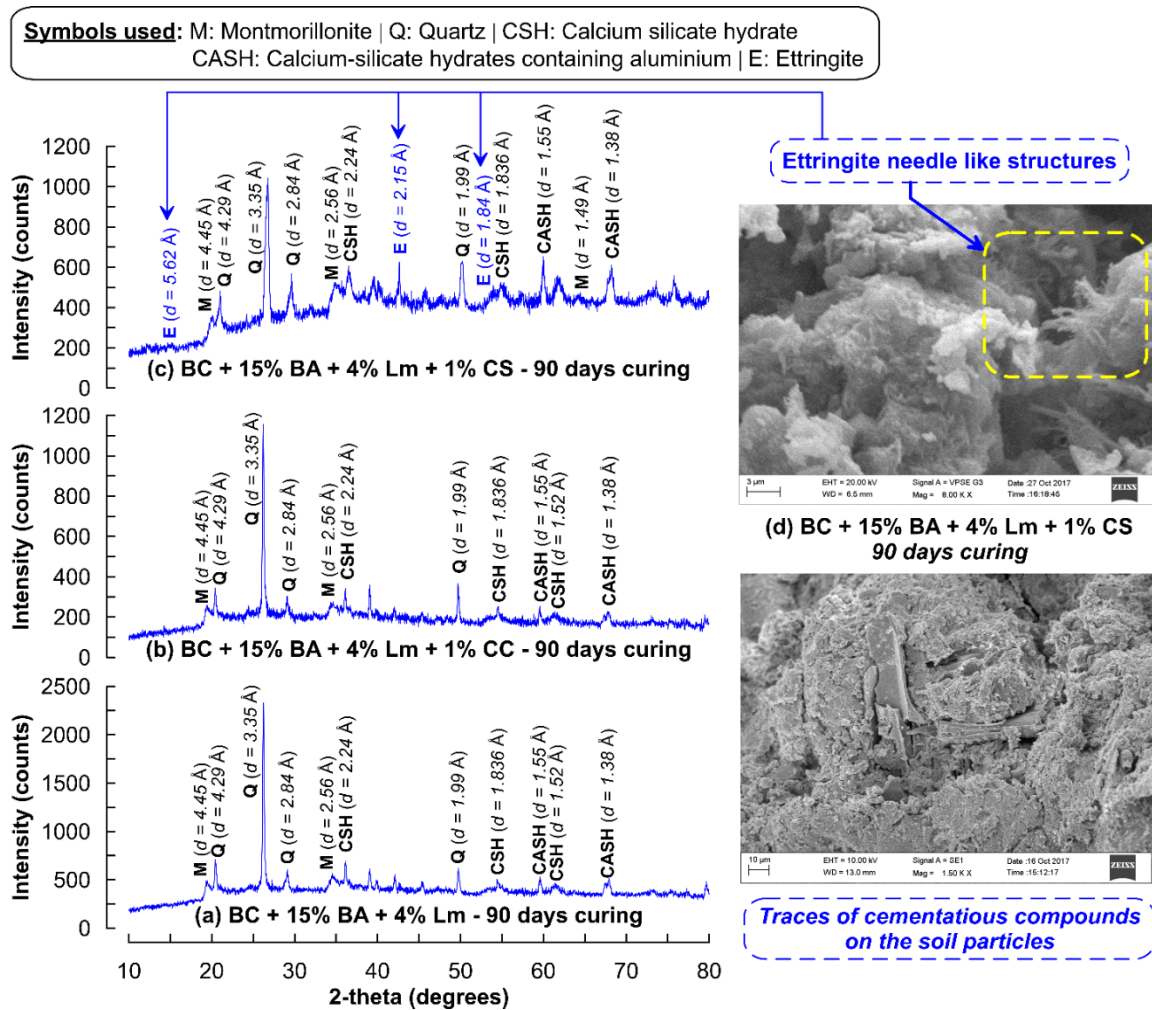 Symbols used: M: Montmorillonite | Q: Quartz | CSH: Calcium silicate hydrate
CASH: Calcium-silicate hydrates containing aluminium | E: Ettringite
Intensity (counts)
1200
1000
800
600
400
200
0
E (d = 5.62 Å)
M (d = 4.45 Å)
Q (d = 4.29 Å)
Q (d = 3.35 Å)
Q (d = 2.84 Å)
M (d = 2.56 Å)
CSH (d = 2.24 Å)
E (d = 2.15 Å)
Q (d = 1.99 Å)
E (d = 1.84 Å)
CSH (d = 1.836 Å)
CASH (d = 1.55 Å)
M (d = 1.49 Å)
CASH (d = 1.38 Å)
(c) BC + 15% BA + 4% Lm + 1% CS - 90 days curing
Intensity (counts)
1200
1000
800
600
400
200
0
M (d = 4.45 Å)
Q (d = 4.29 Å)
Q (d = 3.35 Å)
Q (d = 2.84 Å)
M (d = 2.56 Å)
CSH (d = 2.24 Å)
Q (d = 1.99 Å)
CSH (d = 1.836 Å)
CASH (d = 1.55 Å)
CSH (d = 1.52 Å)
CASH (d = 1.38 Å)
(b) BC + 15% BA + 4% Lm + 1% CC - 90 days curing
Intensity (counts)
2500
2000
1500
1000
500
0
M (d = 4.45 Å)
Q (d = 4.29 Å)
Q (d = 3.35 Å)
Q (d = 2.84 Å)
M (d = 2.56 Å)
CSH (d = 2.24 Å)
Q (d = 1.99 Å)
CSH (d = 1.836 Å)
CASH (d = 1.55 Å)
CSH (d = 1.52 Å)
CASH (d = 1.38 Å)
(a) BC + 15% BA + 4% Lm - 90 days curing
10 20 30 40 50 60 70 80
2-theta (degrees)
Ettringite needle like structures
3 µm
EHT = 20.00 kV
WD = 6.5 mm
Signal A = VPSE G3
Mag = 8.00 K X
Date :27 Oct 2017
Time :16:18:45
ZEISS
(d) BC + 15% BA + 4% Lm + 1% CS
90 days curing
10 µm
EHT = 10.00 kV
WD = 13.0 mm
Signal A = SE1
Mag = 1.50 K X
Date :16 Oct 2017
Time :15:12:17
ZEISS
Traces of cementatious compounds
on the soil particles